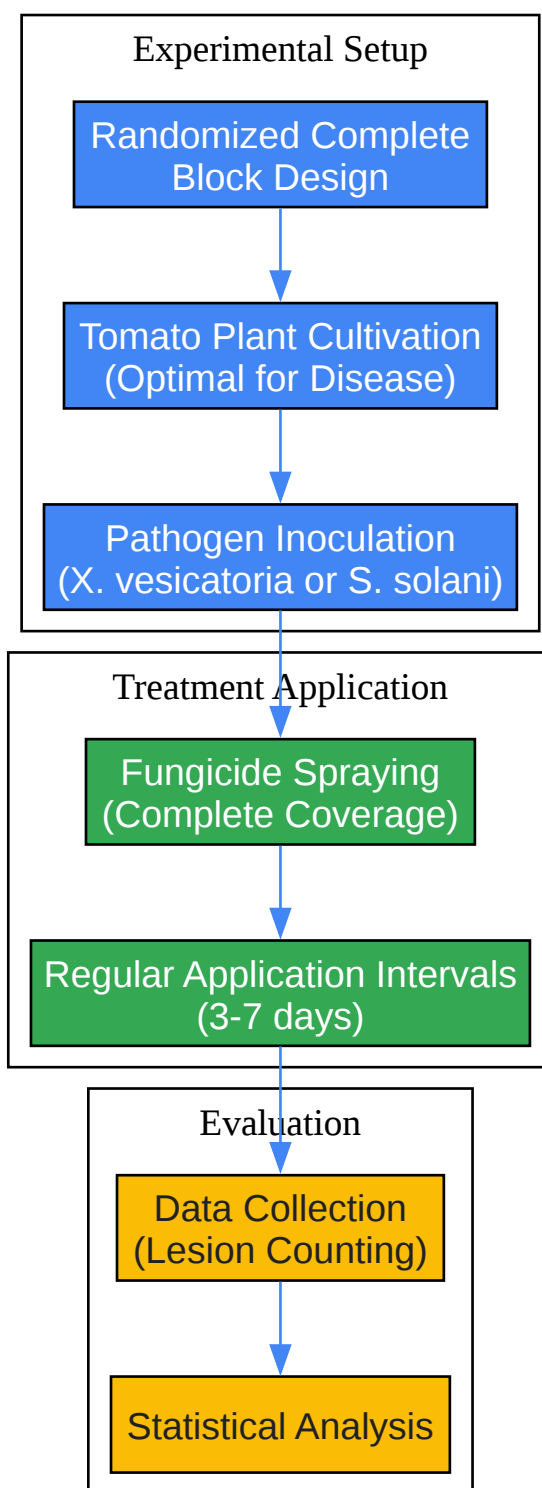 Experimental Setup
Randomized Complete
Block Design
Tomato Plant Cultivation
(Optimal for Disease)
Pathogen Inoculation
(X. vesicatoria or S. solani)
Treatment Application
Fungicide Spraying
(Complete Coverage)
Regular Application Intervals
(3-7 days)
Evaluation
Data Collection
(Lesion Counting)
Statistical Analysis